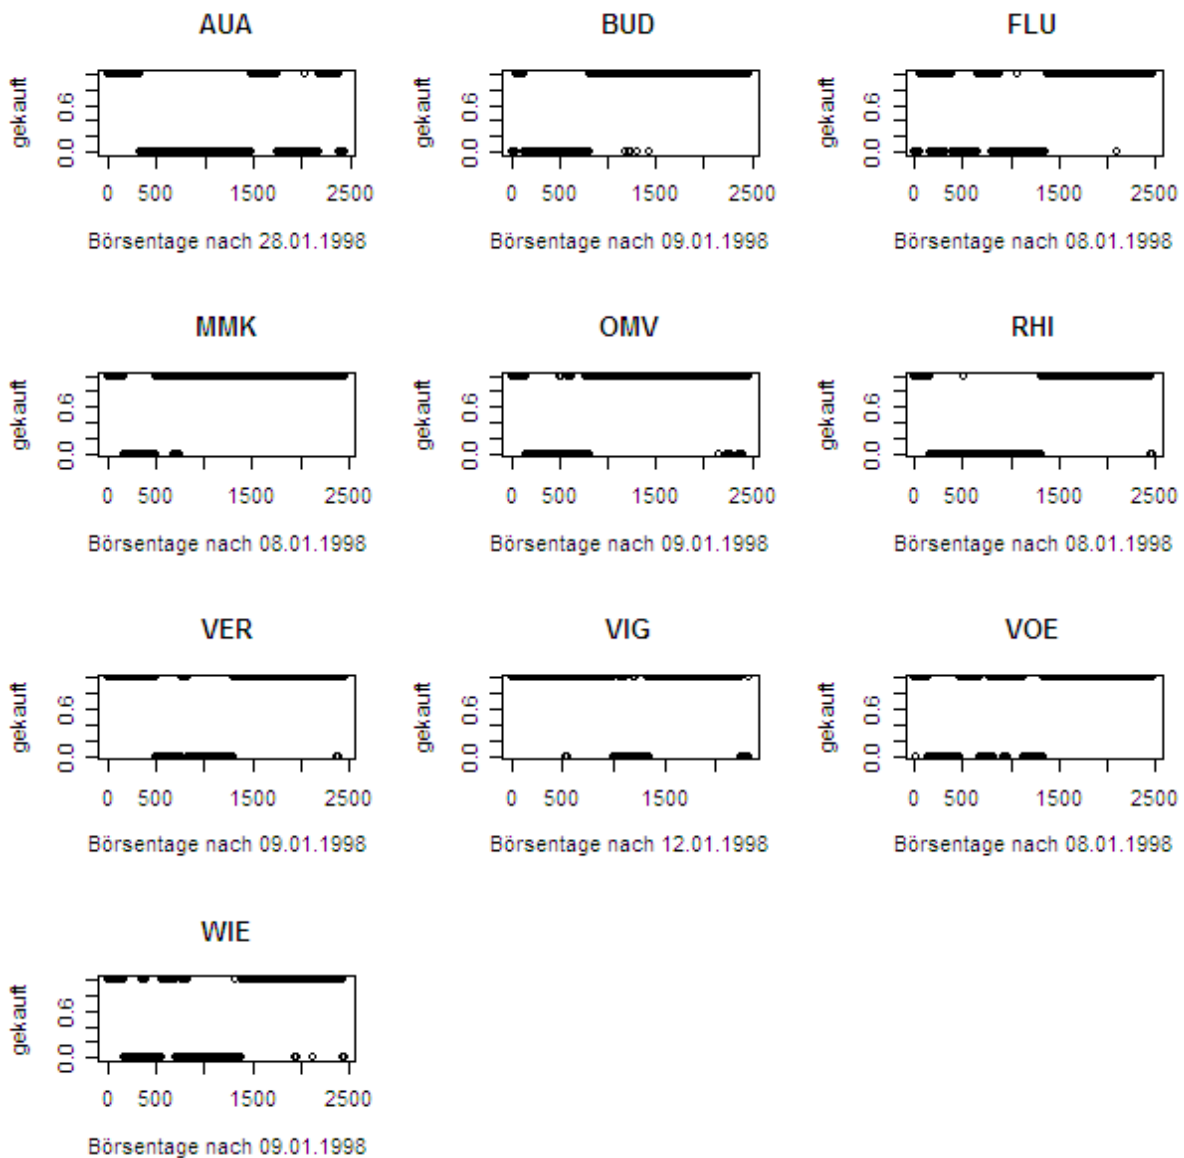 AUA
BUD
FLU
gekauft
0.0 0.6
gekauft
0.0 0.6
gekauft
0.0 0.6
0 500 1500 2500
0 500 1500 2500
0 500 1500 2500
Börsentage nach 28.01.1998
Börsentage nach 09.01.1998
Börsentage nach 08.01.1998
MMK
OMV
RHI
gekauft
0.0 0.6
gekauft
0.0 0.6
gekauft
0.0 0.6
0 500 1500 2500
0 500 1500 2500
0 500 1500 2500
Börsentage nach 08.01.1998
Börsentage nach 09.01.1998
Börsentage nach 08.01.1998
VER
VIG
VOE
gekauft
0.0 0.6
gekauft
0.0 0.6
gekauft
0.0 0.6
0 500 1500 2500
0 500 1500
0 500 1500 2500
Börsentage nach 09.01.1998
Börsentage nach 12.01.1998
Börsentage nach 08.01.1998
WIE
gekauft
0.0 0.6
0 500 1500 2500
Börsentage nach 09.01.1998